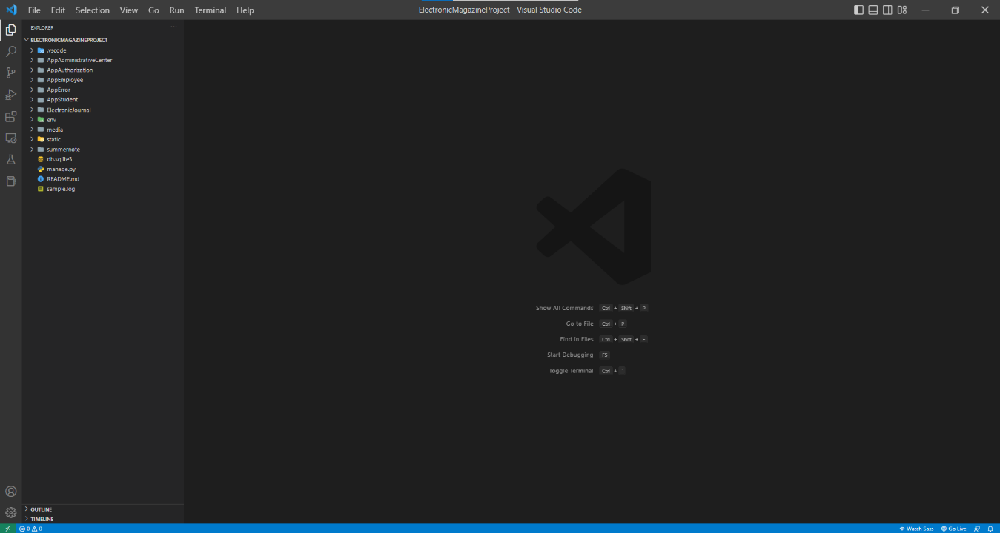 File Edit Selection View Go Run Terminal Help ElectronicMagazineProject - Visual Studio Code
EXPLORER ...
ELECTRONICMAGAZINEPROJECT
.vscode
AppAdministrativeCenter
AppAuthorization
AppEmployee
AppError
AppStudent
ElectronicJournal
env
media
static
summernote
db.sqlite3
manage.py
README.md
sample.log
Show All Commands Ctrl + Shift + P
Go to File Ctrl + P
Find in Files Ctrl + Shift + F
Start Debugging F5
Toggle Terminal Ctrl + `
OUTLINE
TIMELINE
0 0 Watch Sass Go Live